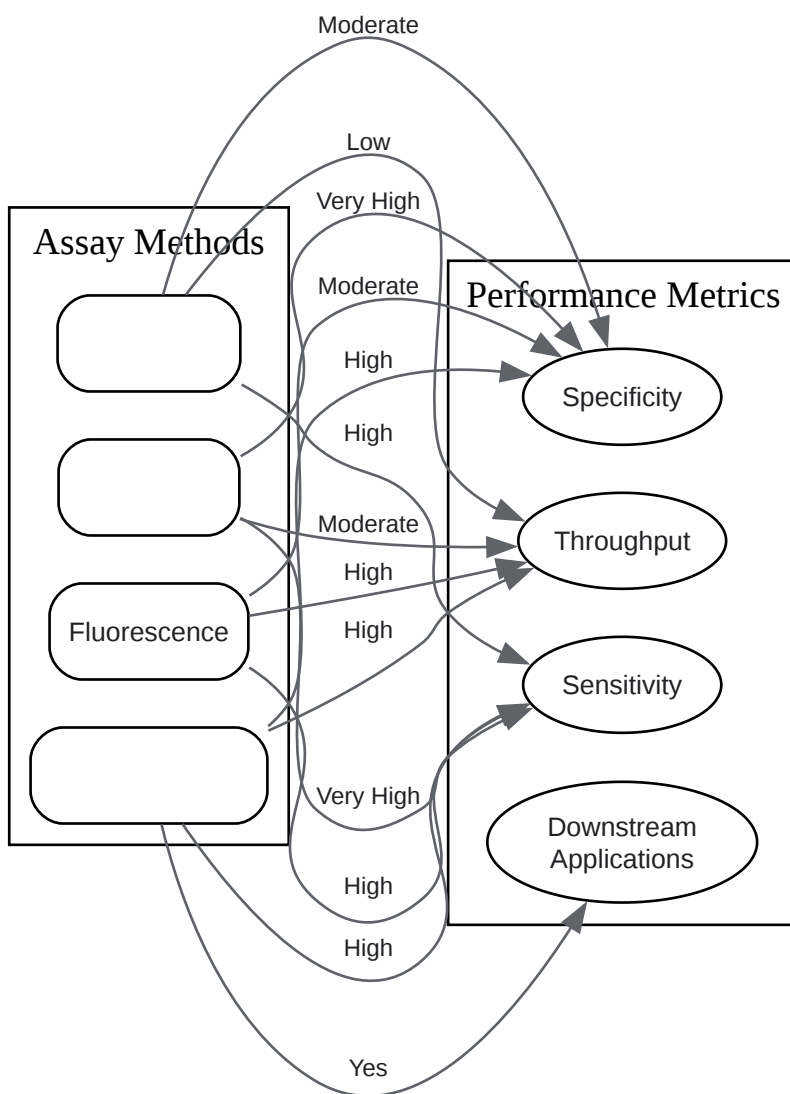 Moderate
Low
Very High
Assay Methods
Moderate
Performance Metrics
High
Specificity
High
Moderate
Throughput
High
Fluorescence
High
Sensitivity
Very High
Downstream
Applications
High
High
Yes